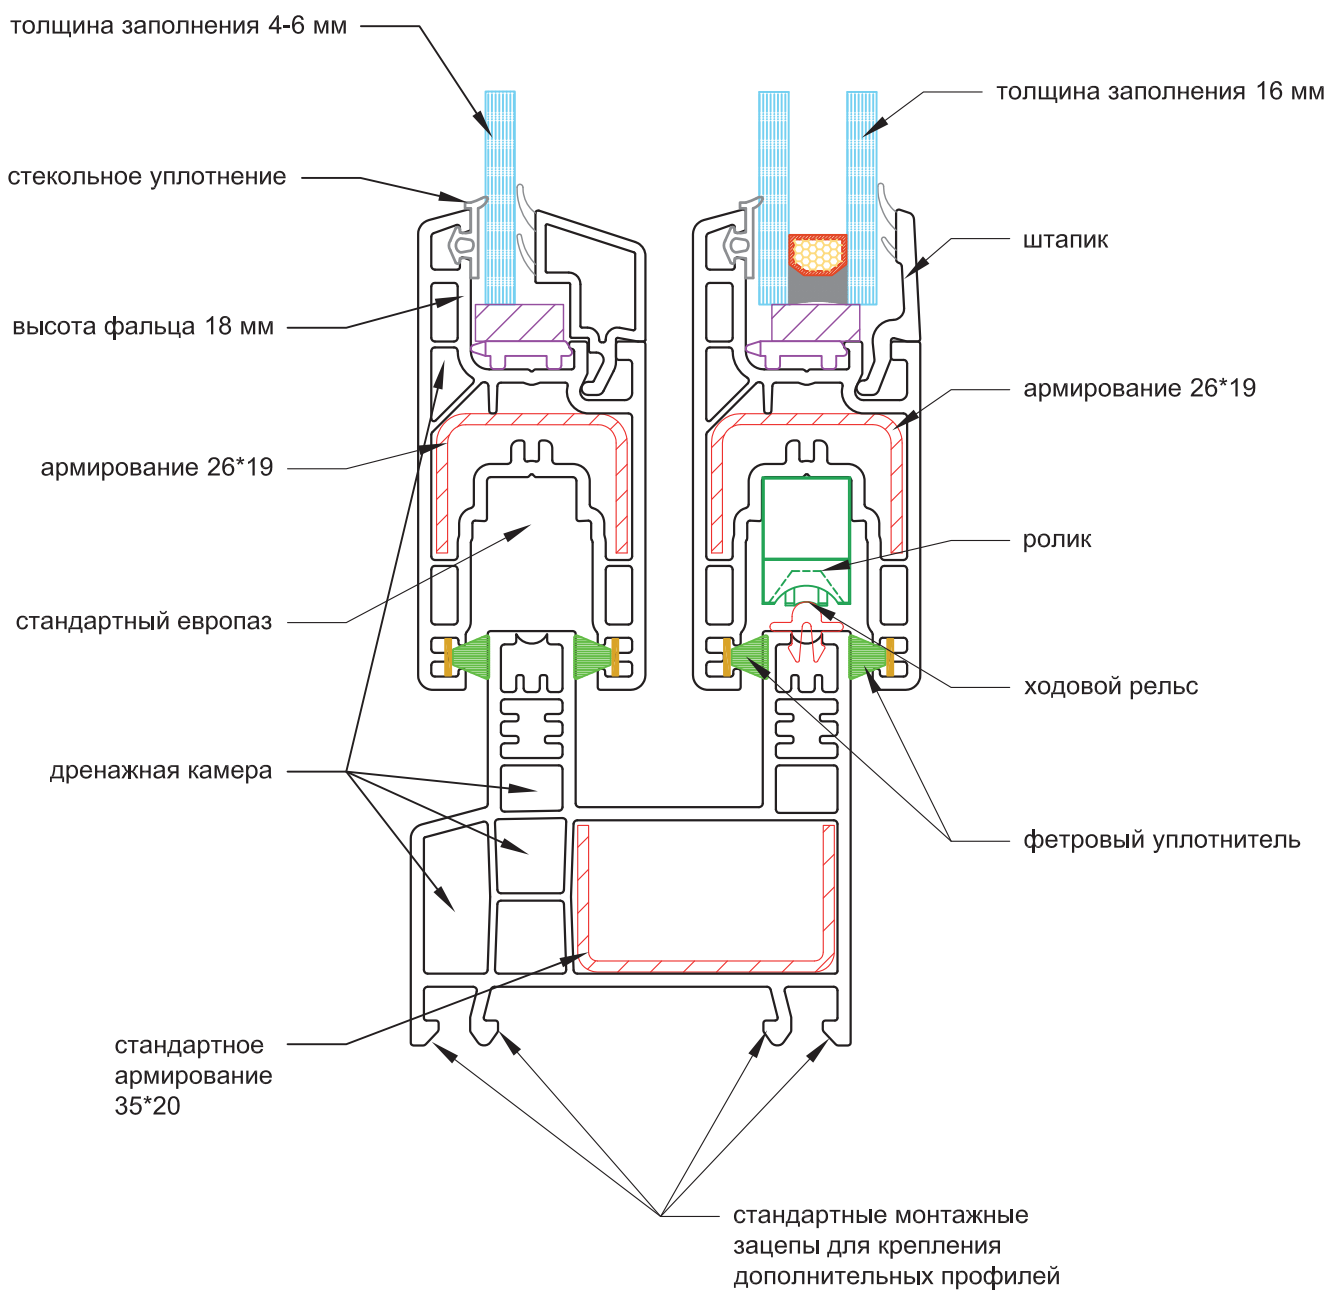 толщина заполнения 4-6 мм
толщина заполнения 16 мм
стекольное уплотнение
штапик
высота фальца 18 мм
армирование 26*19
армирование 26*19
ролик
стандартный европаз
ходовой рельс
дренажная камера
фетровый уплотнитель
стандартное
армирование
35*20
стандартные монтажные
зацепы для крепления
дополнительных профилей